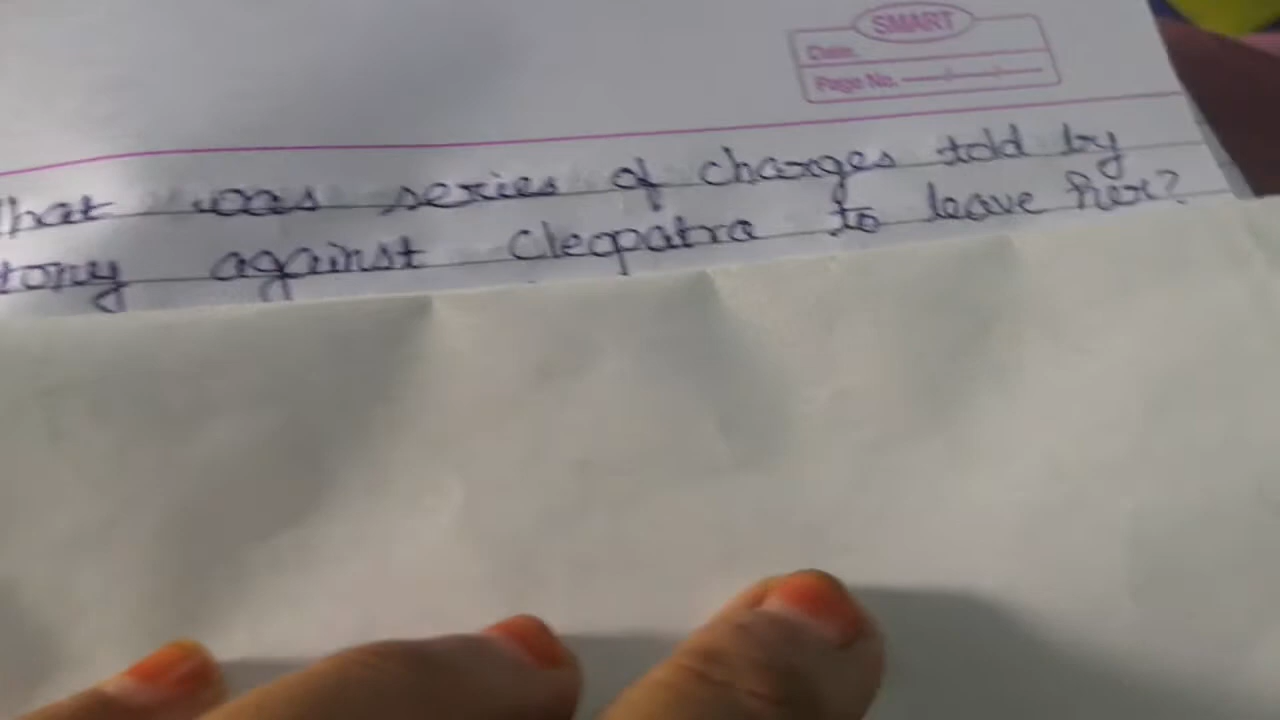 SMART
Date.
Page No.
hat was series of charges told by
tony against Cleopatra to leave her?